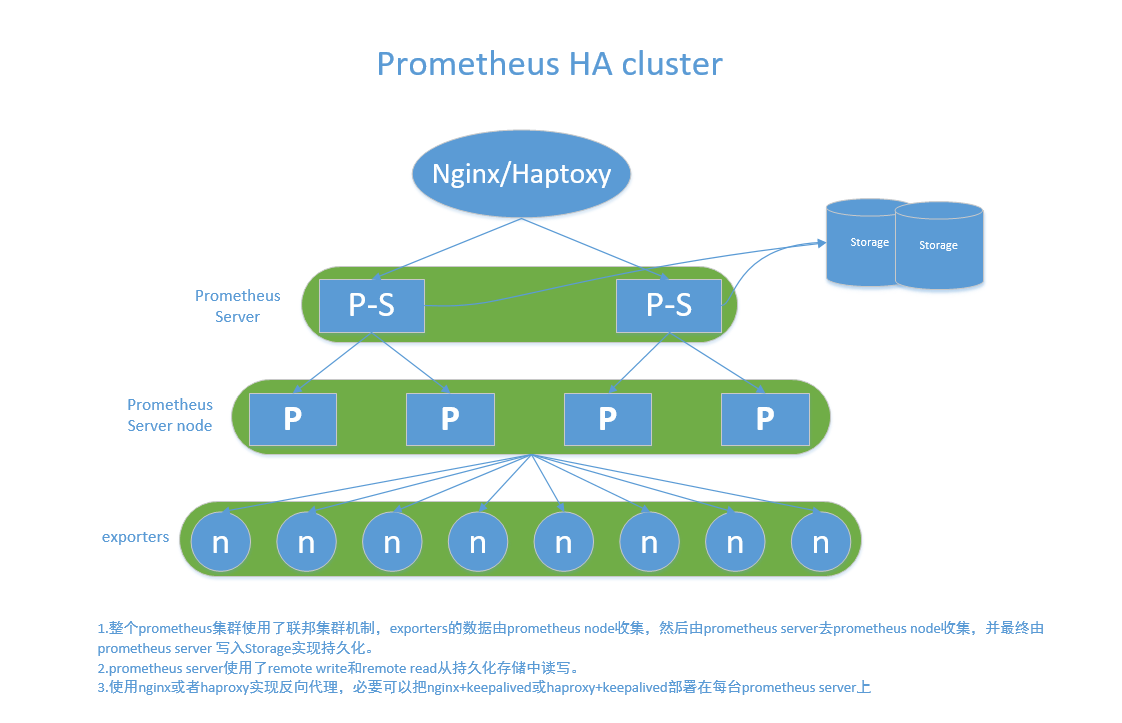 Prometheus HA cluster
Nginx/Haptoxy
Storage
Storage
Prometheus
Server
P-S
P-S
Prometheus
Server node
P
P
P
P
exporters
n
n
n
n
n
n
n
n
1.整个prometheus集群使用了联邦集群机制，exporters的数据由prometheus node收集，然后由prometheus server去prometheus node收集，并最终由
prometheus server 写入Storage实现持久化。
2.prometheus server使用了remote write和remote read从持久化存储中读写。
3.使用nginx或者haproxy实现反向代理，必要可以把nginx+keepalived或haproxy+keepalived部署在每台prometheus server上